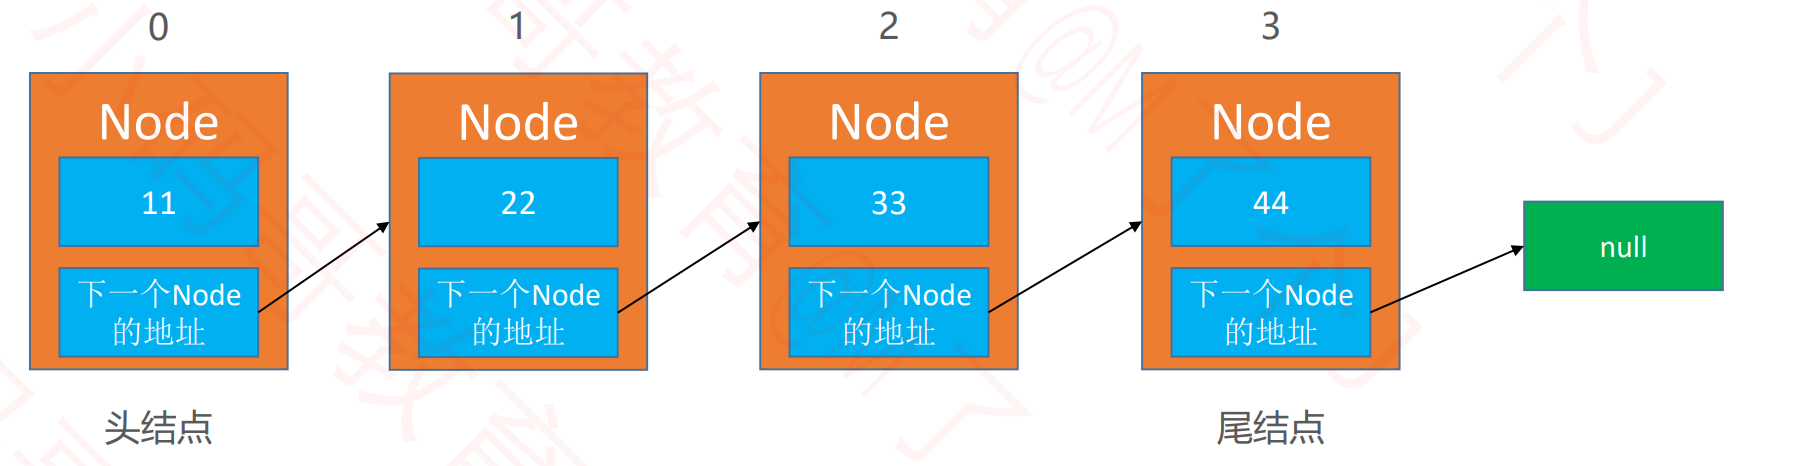 0
1
2
3
Node
11
下一个Node
的地址
Node
22
下一个Node
的地址
Node
33
下一个Node
的地址
Node
44
下一个Node
的地址
null
头结点
尾结点